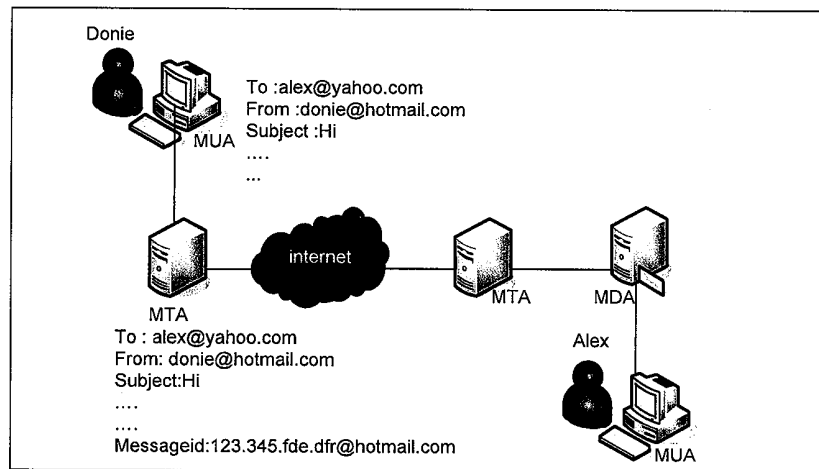 Donie
To :alex@yahoo.com
From :donie@hotmail.com
Subject :Hi
....
...
MUA
internet
MTA
MTA
MDA
To : alex@yahoo.com
From: donie@hotmail.com
Subject:Hi
....
....
Messageid:123.345.fde.dfr@hotmail.com
Alex
MUA